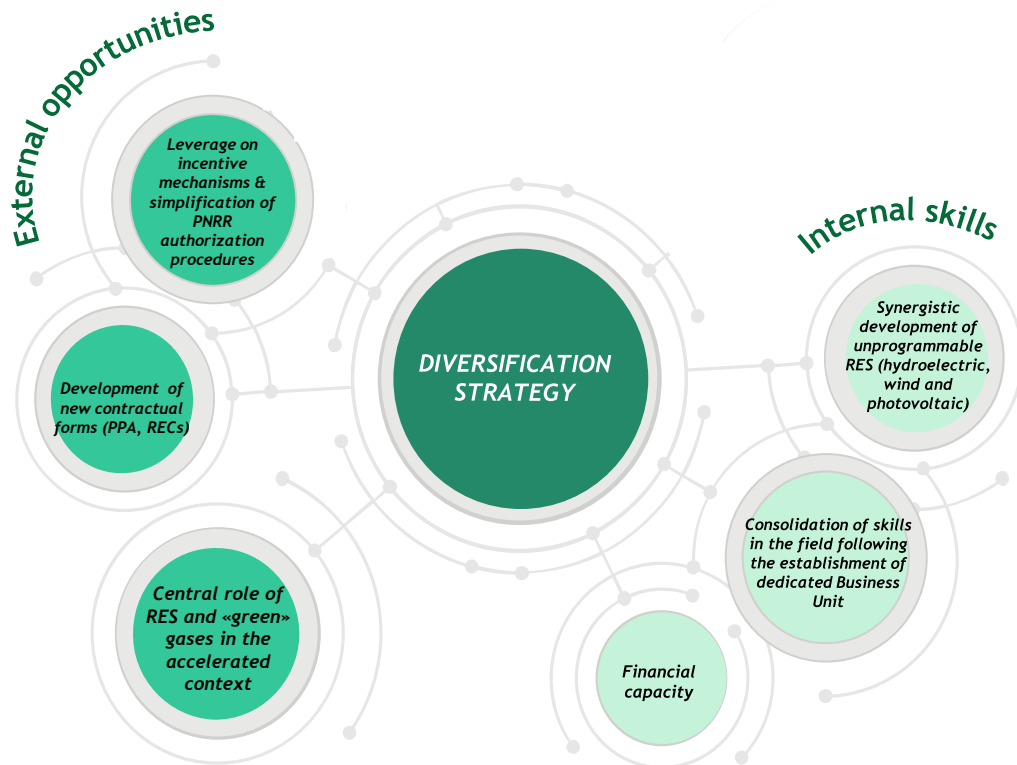 External opportunities
Leverage on
incentive
mechanisms &
simplification of
PNRR
authorization
procedures
Development of
new contractual
forms (PPA, RECs)
Central role of
RES and «green»
gases in the
accelerated
context
DIVERSIFICATION
STRATEGY
Internal skills
Synergistic
development of
unprogrammable
RES (hydroelectric,
wind and
photovoltaic)
Consolidation of skills
in the field following
the establishment of
dedicated Business
Unit
Financial
capacity